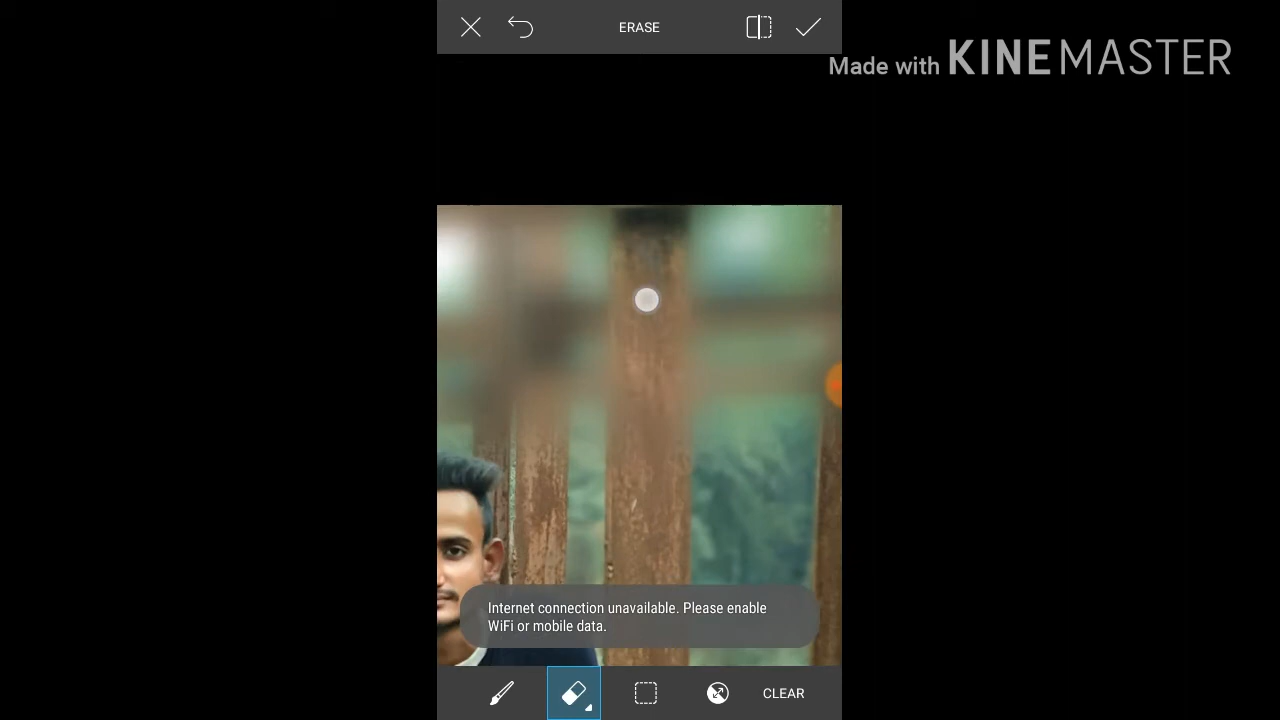 ERASE
Made with KINEMASTER
Internet connection unavailable. Please enable
WiFi or mobile data.
CLEAR